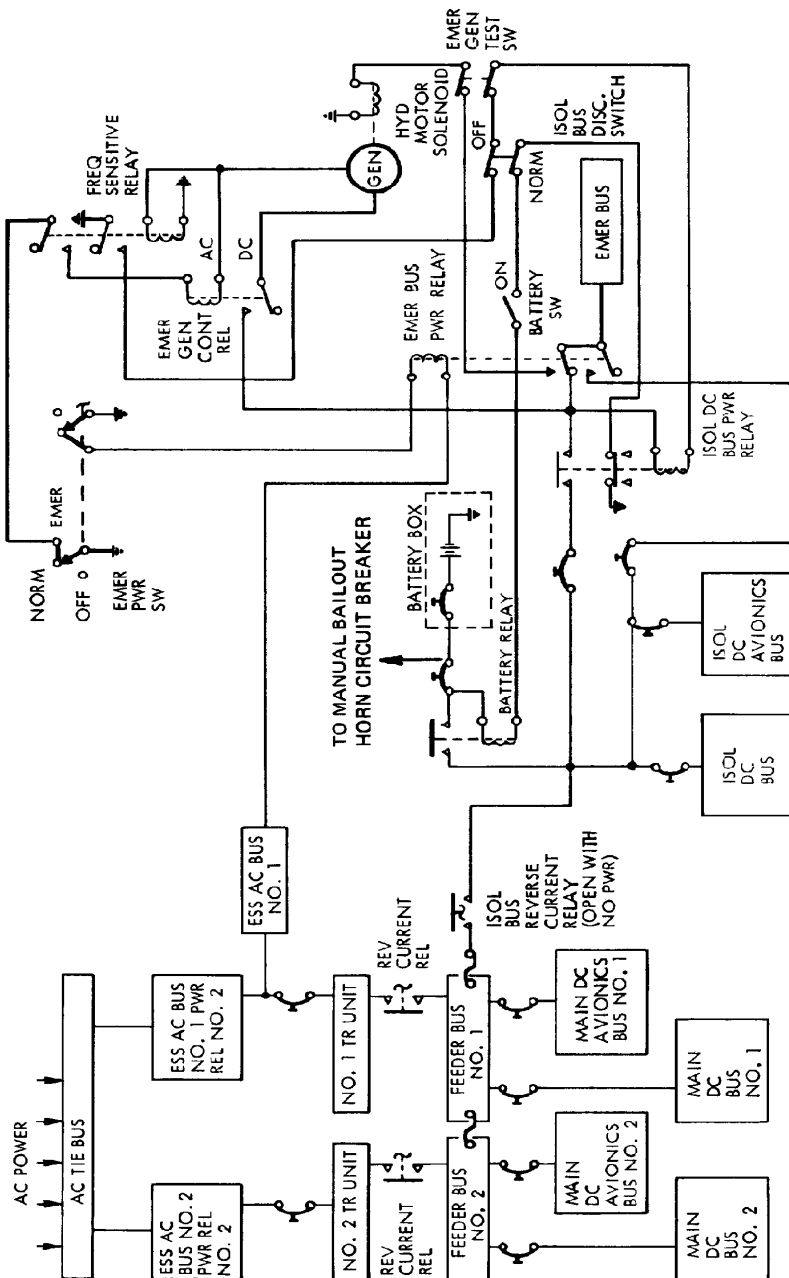 AC POWER
AC TIE BUS
ESS AC
BUS NO. 2
PWR REL
NO. 2
ESS AC BUS
NO. 1 PWR
REL NO. 2
ESS AC BUS
NO. 1
NO. 2 TR UNIT
NO. 1 TR UNIT
REV
CURRENT
REL
REV
CURRENT
REL
FEEDER BUS
NO. 2
FEEDER BUS
NO. 1
MAIN
DC
AVIONICS
BUS NO. 2
MAIN DC
AVIONICS
BUS NO. 1
MAIN
DC
BUS NO. 2
MAIN
DC
BUS
NO. 1
ISOL
BUS
REVERSE
CURRENT
RELAY
(OPEN WITH
NO PWR)
TO MANUAL BAILOUT
HORN CIRCUIT BREAKER
BATTERY BOX
BATTERY RELAY
ISOL
DC
BUS
ISOL
DC
AVIONICS
BUS
NORM
OFF
EMER
PWR
SW
EMER
EMER
GEN
CONT
REL
AC
DC
FREQ
SENSITIVE
RELAY
EMER BUS
PWR RELAY
ON
BATTERY
SW
GEN
HYD
MOTOR
SOLENOID
EMER
GEN
TEST
SW
OFF
NORM
ISOL
BUS
DISC.
SWITCH
EMER BUS
ISOL DC
BUS PWR
RELAY